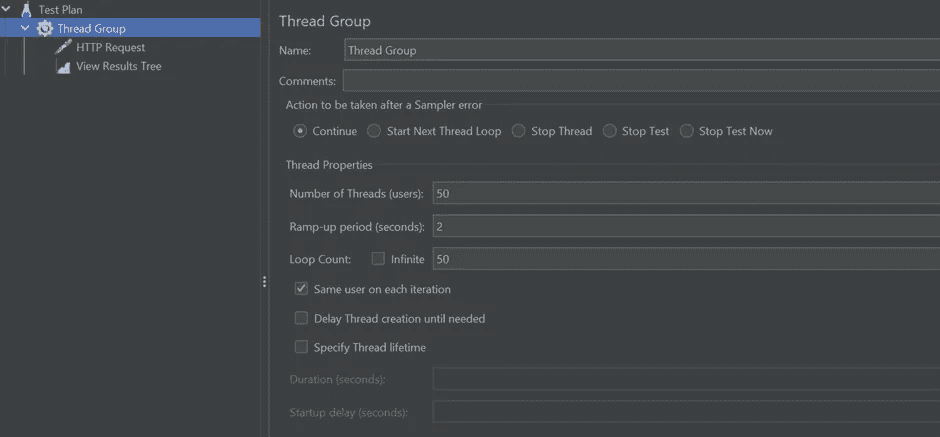 Test Plan
Thread Group
HTTP Request
View Results Tree
Thread Group
Name: Thread Group
Comments:
Action to be taken after a Sampler error
Continue Start Next Thread Loop Stop Thread Stop Test Stop Test Now
Thread Properties
Number of Threads (users): 50
Ramp-up period (seconds): 2
Loop Count: Infinite 50
Same user on each iteration
Delay Thread creation until needed
Specify Thread lifetime
Duration (seconds):
Startup delay (seconds):